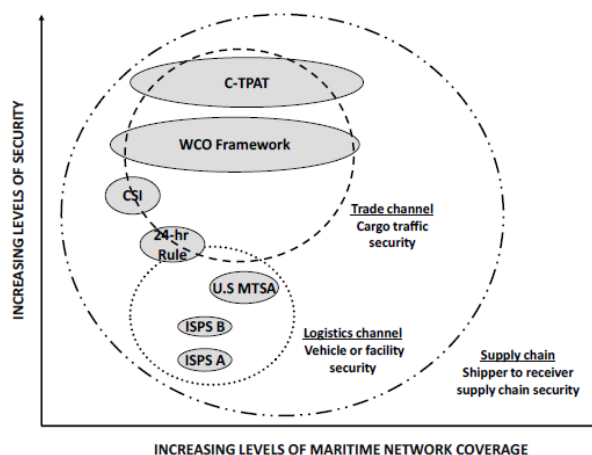 INCREASING LEVELS OF SECURITY
C-TPAT
WCO Framework
CSI
24-hr
Rule
U.S MTSA
ISPS B
ISPS A
Trade channel
Cargo traffic
security
Logistics channel
Vehicle or facility
security
Supply chain
Shipper to receiver
supply chain security
INCREASING LEVELS OF MARITIME NETWORK COVERAGE